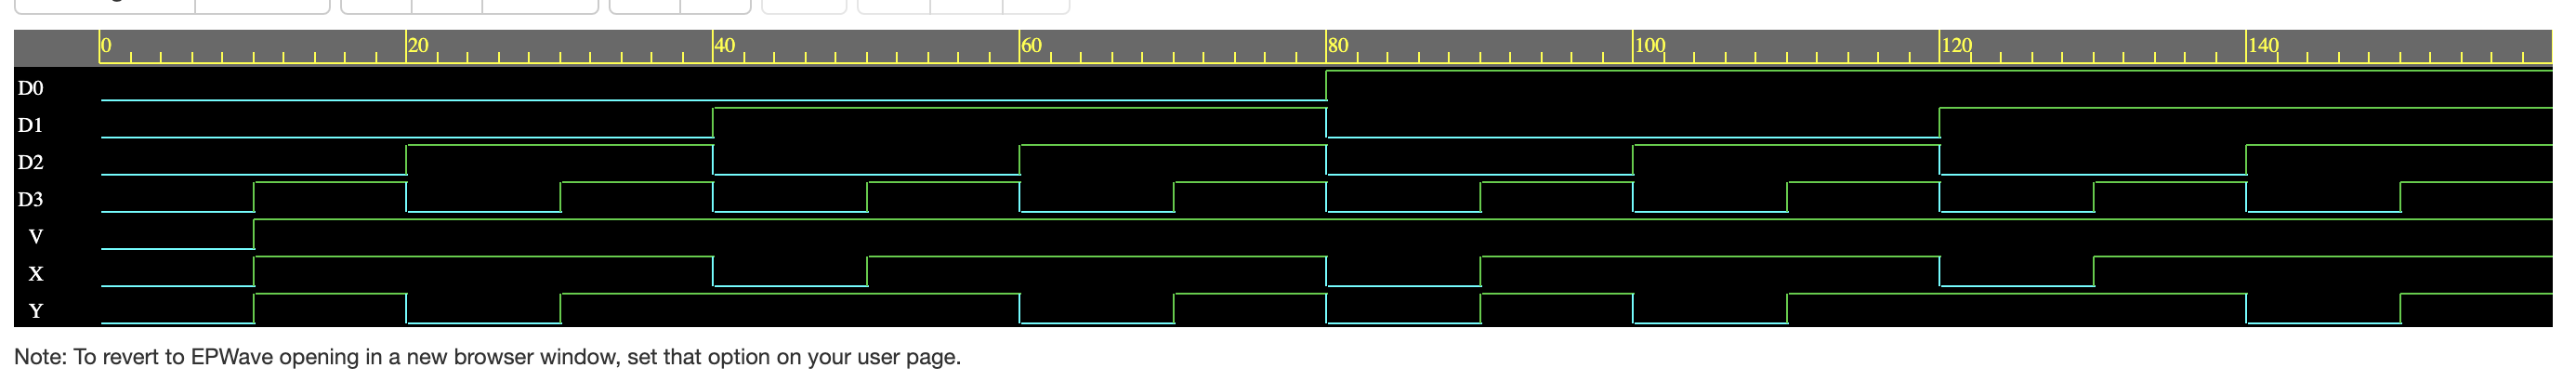 0 20 40 60 80 100 120 140
D0
D1
D2
D3
V
X
Y
Note: To revert to EPWave opening in a new browser window, set that option on your user page.